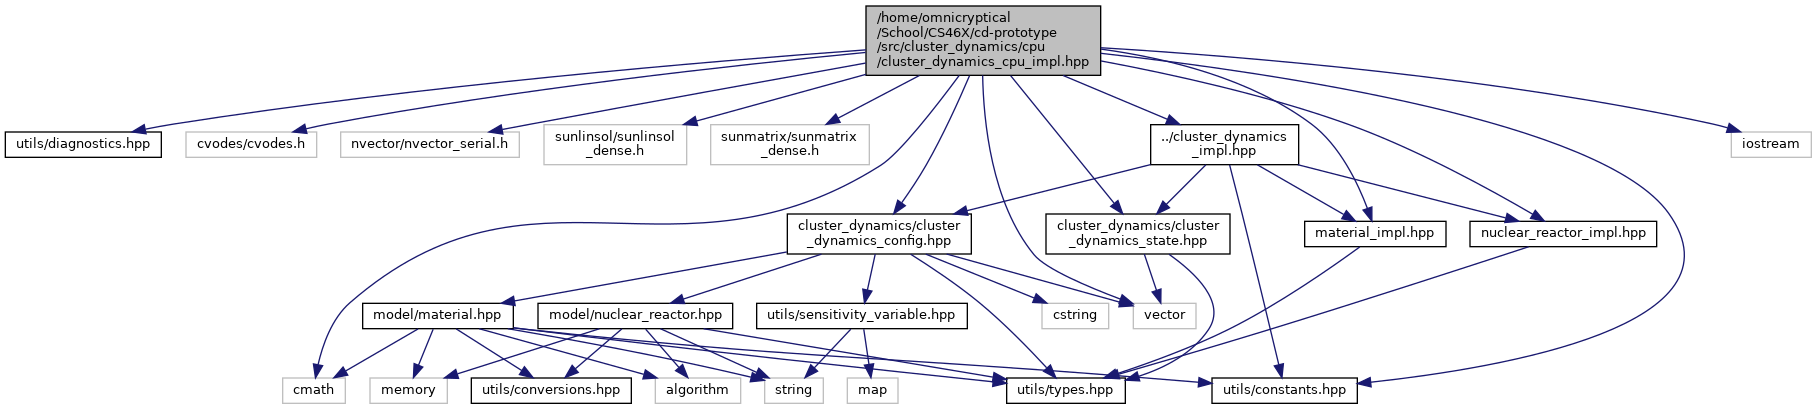 /home/omnicryptical
/School/CS46X/cd-prototype
/src/cluster_dynamics/cpu
/cluster_dynamics_cpu_impl.hpp
utils/diagnostics.hpp
cvodes/cvodes.h
nvector/nvector_serial.h
sunlinsol/sunlinsol
_dense.h
sunmatrix/sunmatrix
_dense.h
../cluster_dynamics
_impl.hpp
iostream
cluster_dynamics/cluster
_dynamics_config.hpp
cluster_dynamics/cluster
_dynamics_state.hpp
material_impl.hpp
nuclear_reactor_impl.hpp
model/material.hpp
model/nuclear_reactor.hpp
utils/sensitivity_variable.hpp
cstring
vector
cmath
memory
utils/conversions.hpp
algorithm
string
map
utils/types.hpp
utils/constants.hpp